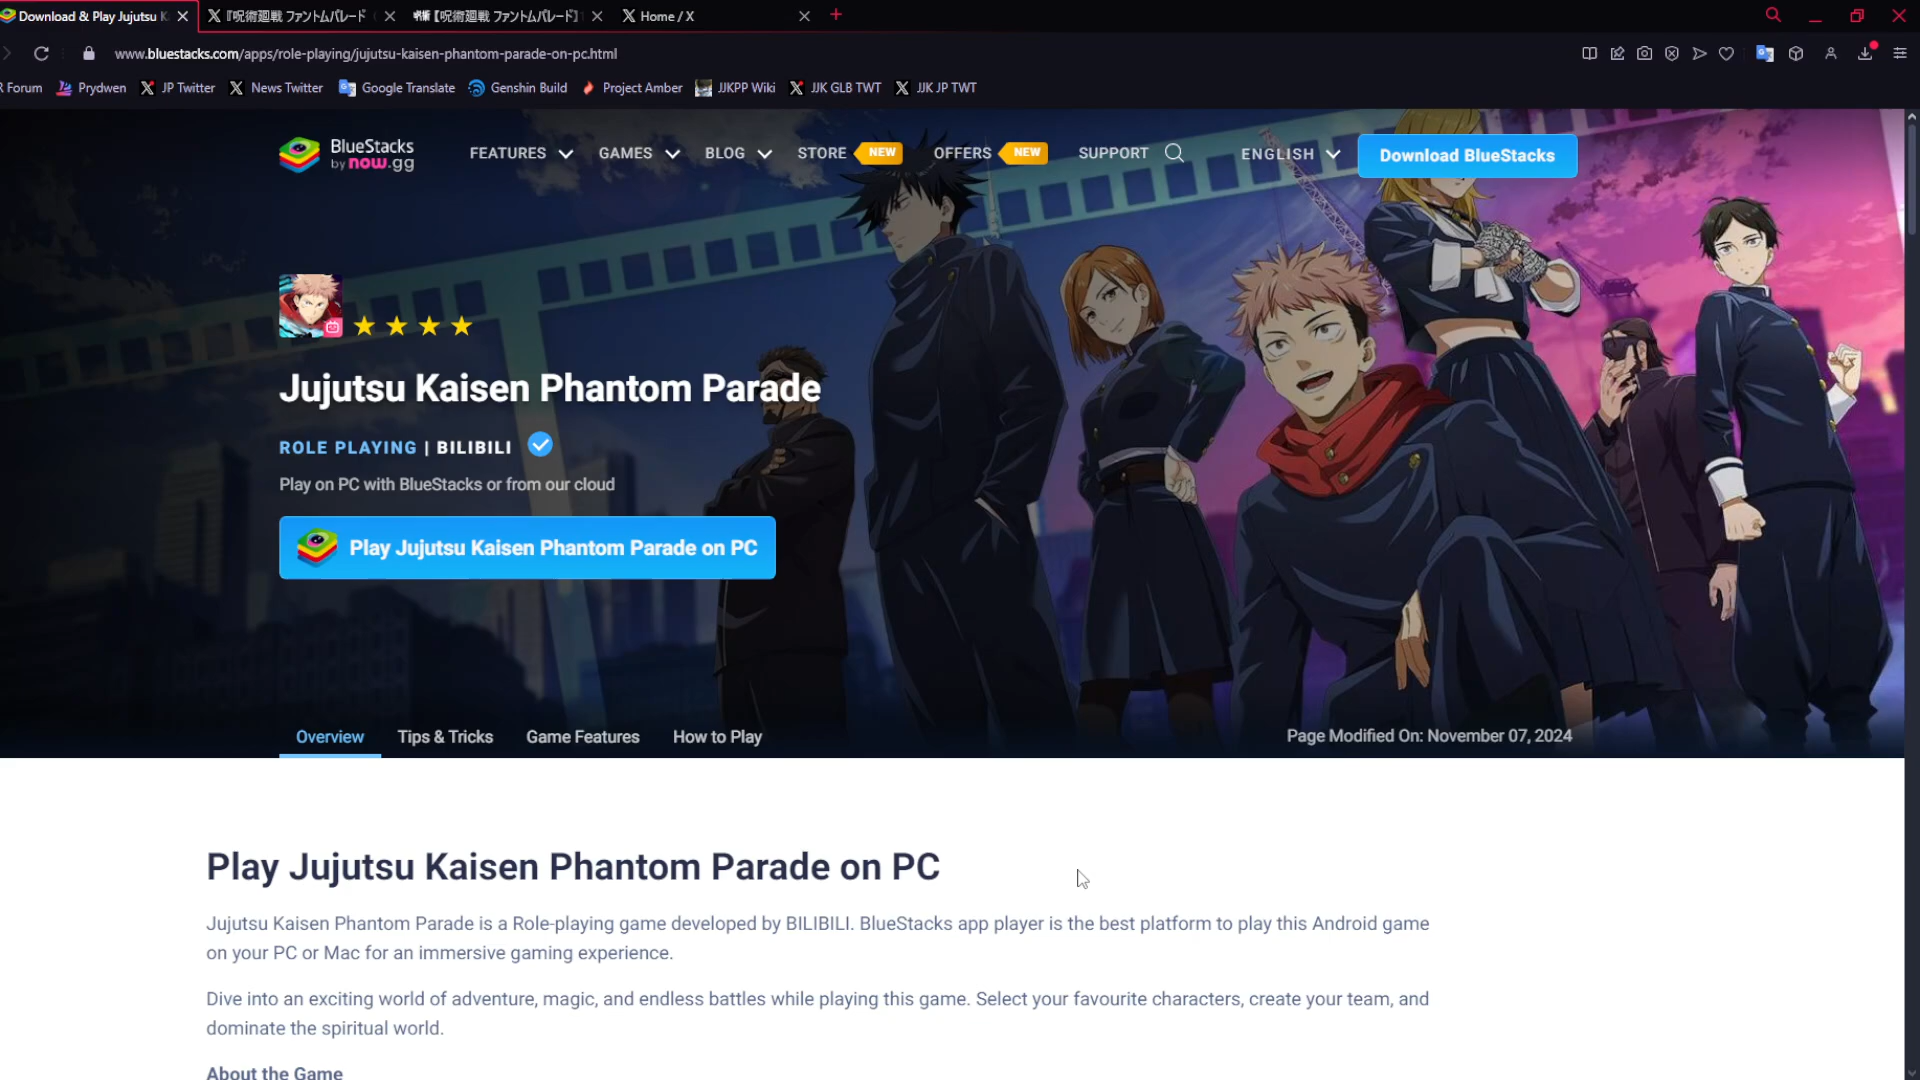 Download & Play Jujutsu K
『呪術廻戦 ファントムパレード
【呪術廻戦 ファントムパレード】
Home / X
www.bluestacks.com/apps/role-playing/jujutsu-kaisen-phantom-parade-on-pc.html
R Forum
Prydwen
JP Twitter
News Twitter
Google Translate
Genshin Build
Project Amber
JJKPP Wiki
JJK GLB TWT
JJK JP TWT
BlueStacks
by now.gg
FEATURES
GAMES
BLOG
STORE NEW
OFFERS NEW
SUPPORT
ENGLISH
Download BlueStacks
Jujutsu Kaisen Phantom Parade
ROLE PLAYING | BILIBILI
Play on PC with BlueStacks or from our cloud
Play Jujutsu Kaisen Phantom Parade on PC
Overview
Tips & Tricks
Game Features
How to Play
Page Modified On: November 07, 2024
Play Jujutsu Kaisen Phantom Parade on PC
Jujutsu Kaisen Phantom Parade is a Role-playing game developed by BILIBILI. BlueStacks app player is the best platform to play this Android game
on your PC or Mac for an immersive gaming experience.
Dive into an exciting world of adventure, magic, and endless battles while playing this game. Select your favourite characters, create your team, and
dominate the spiritual world.
About the Game